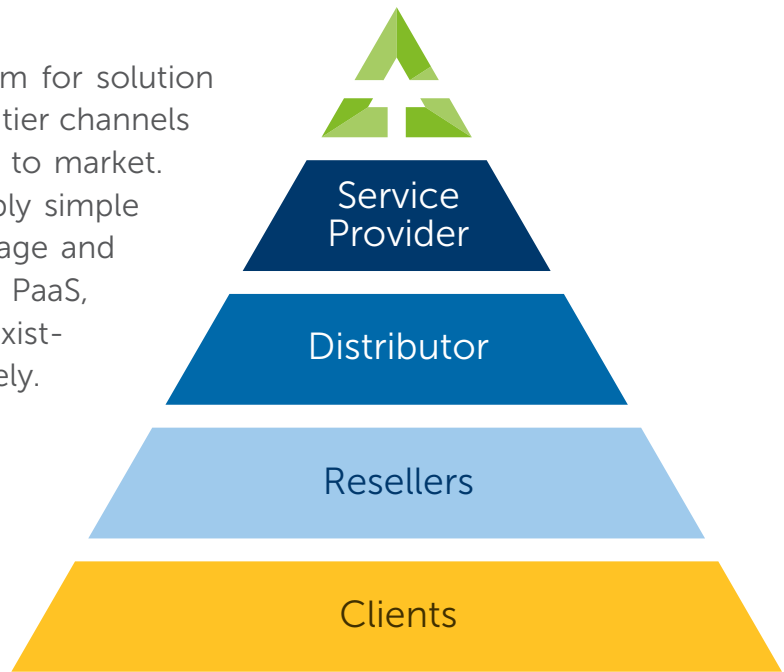 m for solution
tier channels
to market.
ly simple
age and
PaaS,
xist-
ely.
Service
Provider
Distributor
Resellers
Clients